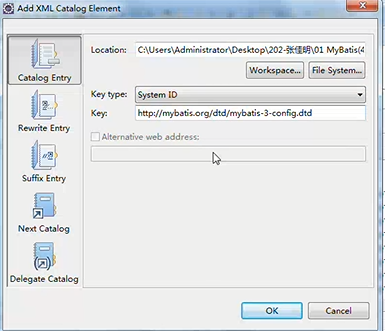 Add XML Catalog Element
Catalog Entry
Rewrite Entry
Suffix Entry
Next Catalog
Delegate Catalog
Location: C:\Users\Administrator\Desktop\202-张佳明\01 MyBatis(4
Workspace... File System...
Key type: System ID
Key: http://mybatis.org/dtd/mybatis-3-config.dtd
Alternative web address:
OK Cancel